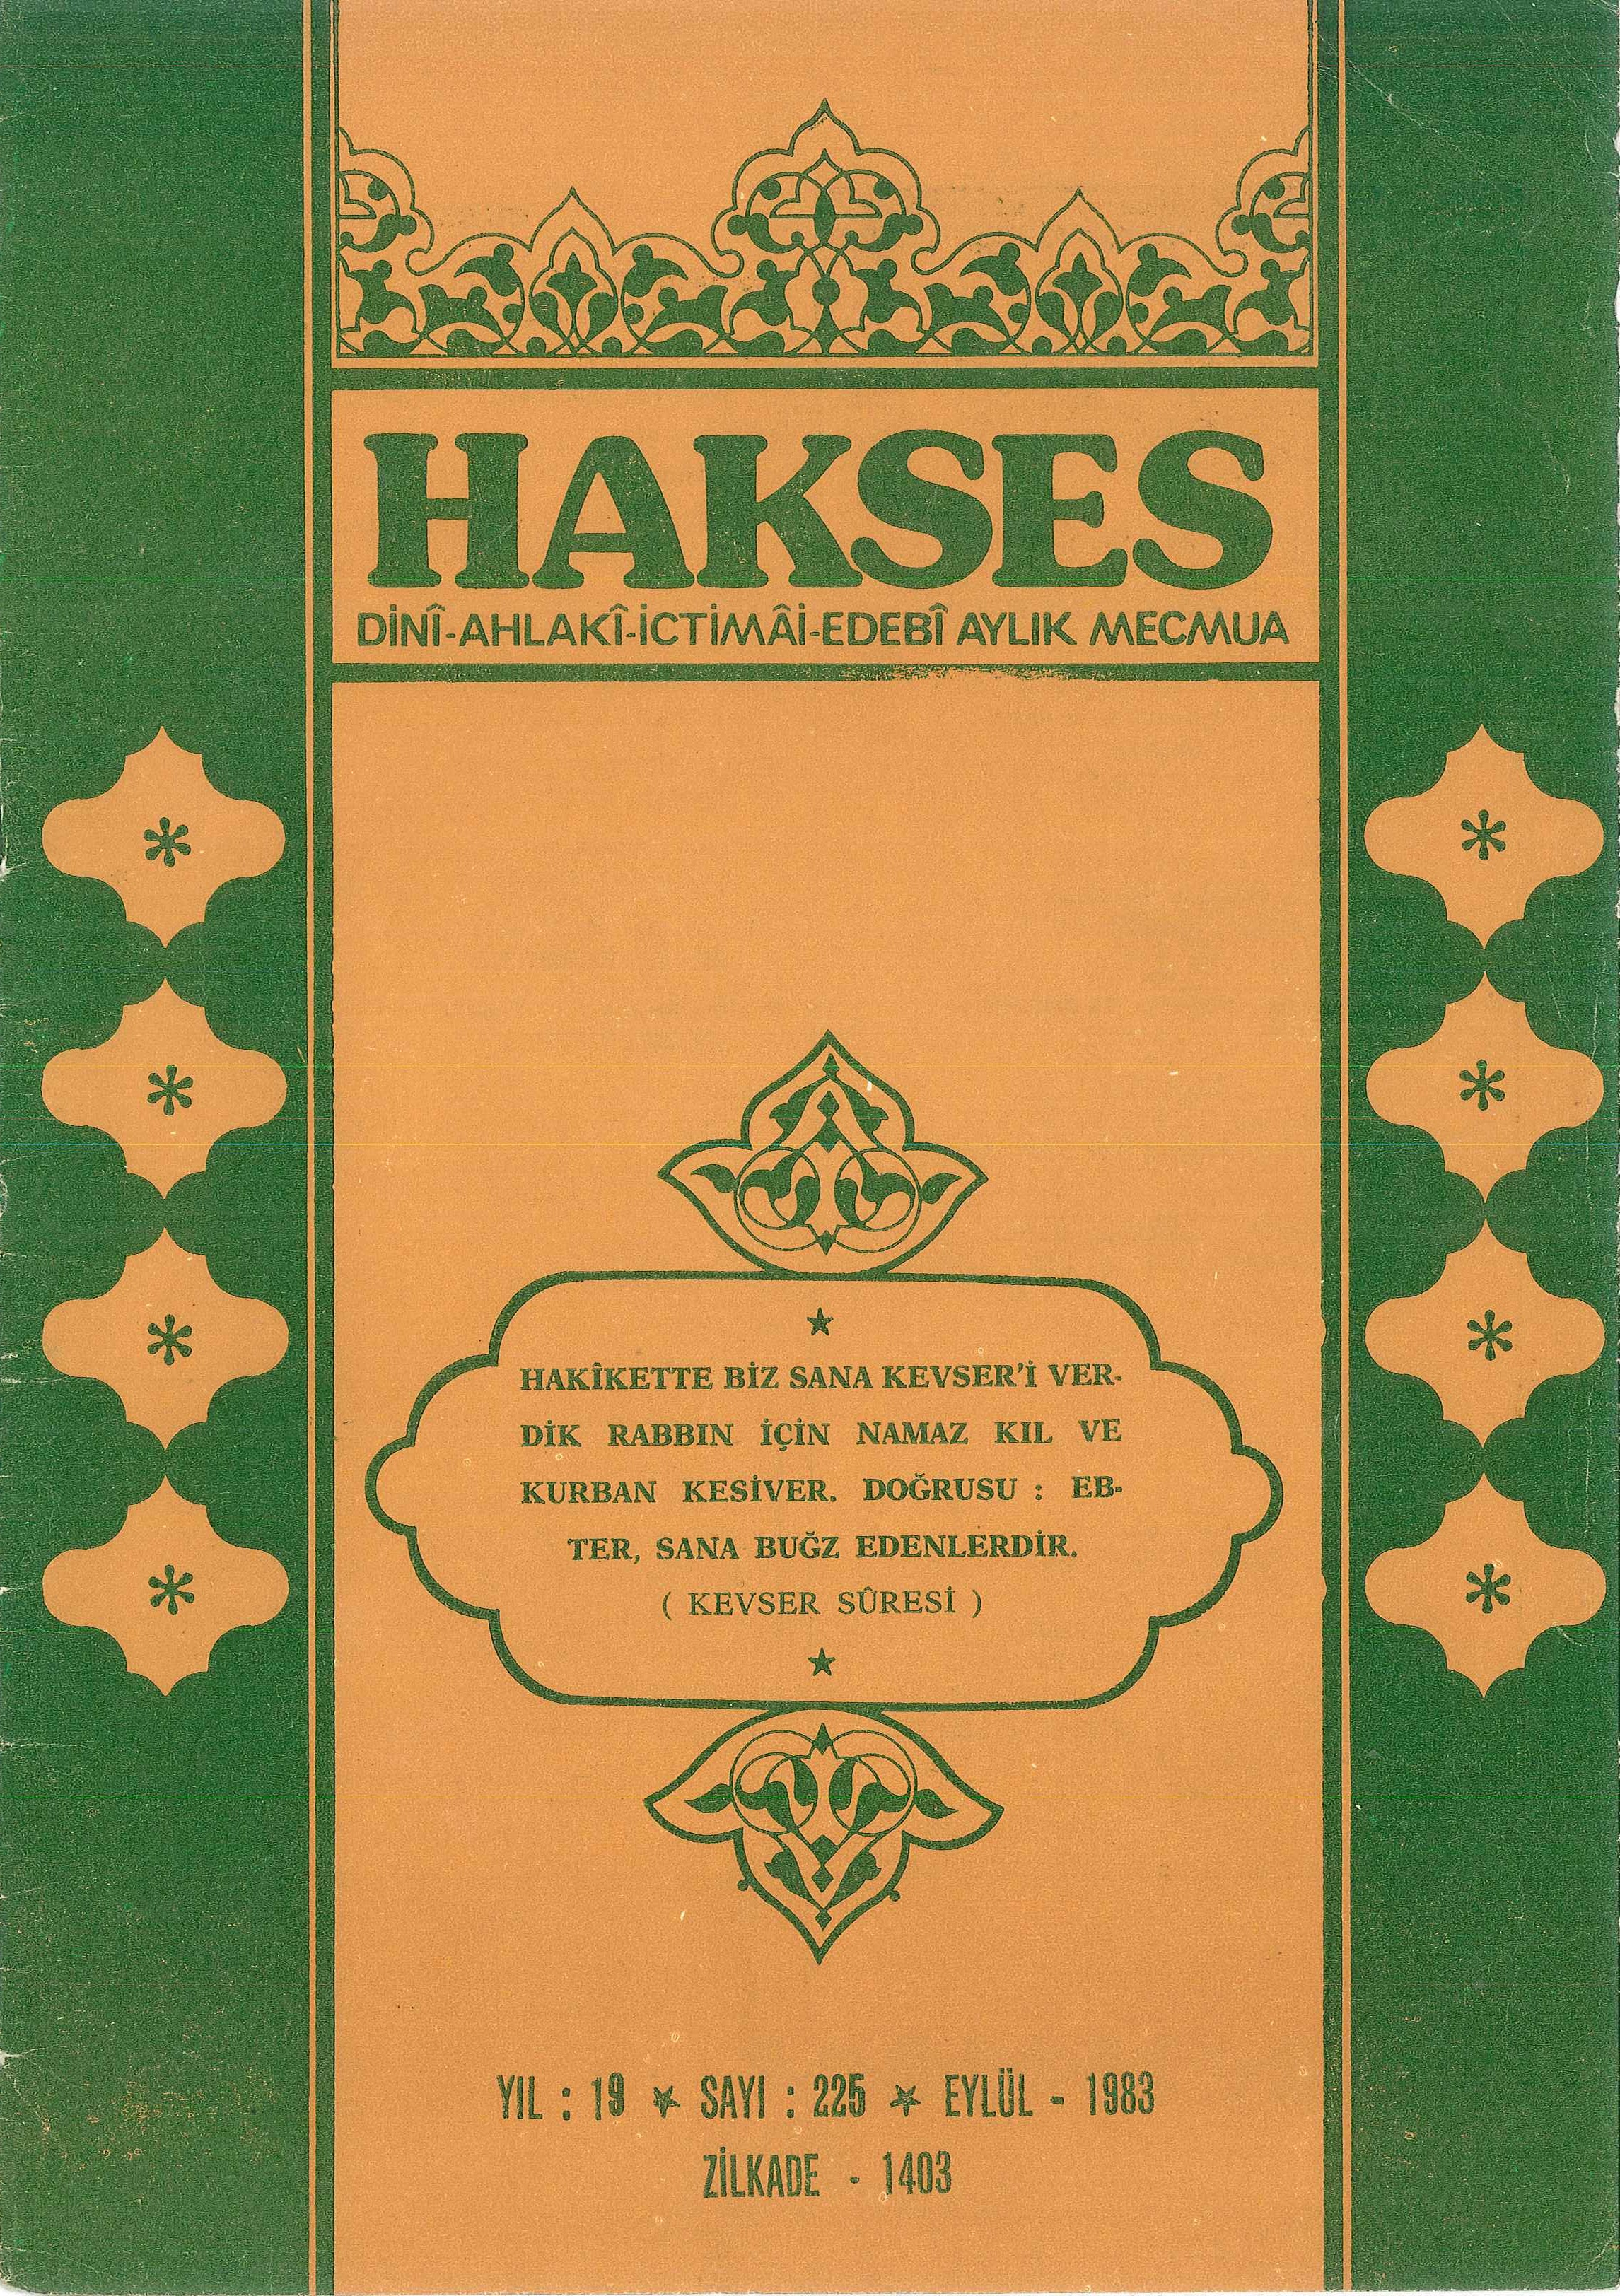 HAKSES
DİNÎ-AHLAKÎ-İCTİMÂİ-EDEBÎ AYLIK MECMUA
HAKÎKETTE BİZ SANA KEVSER'İ VER-
DİK RABBIN İÇİN NAMAZ KIL VE
KURBAN KESİVER. DOĞRUSU : EB-
TER, SANA BUĞZ EDENLERDİR.
( KEVSER SÛRESİ )
YIL : 19 ★ SAYI : 225 ★ EYLÜL - 1983
ZİLKADE - 1403